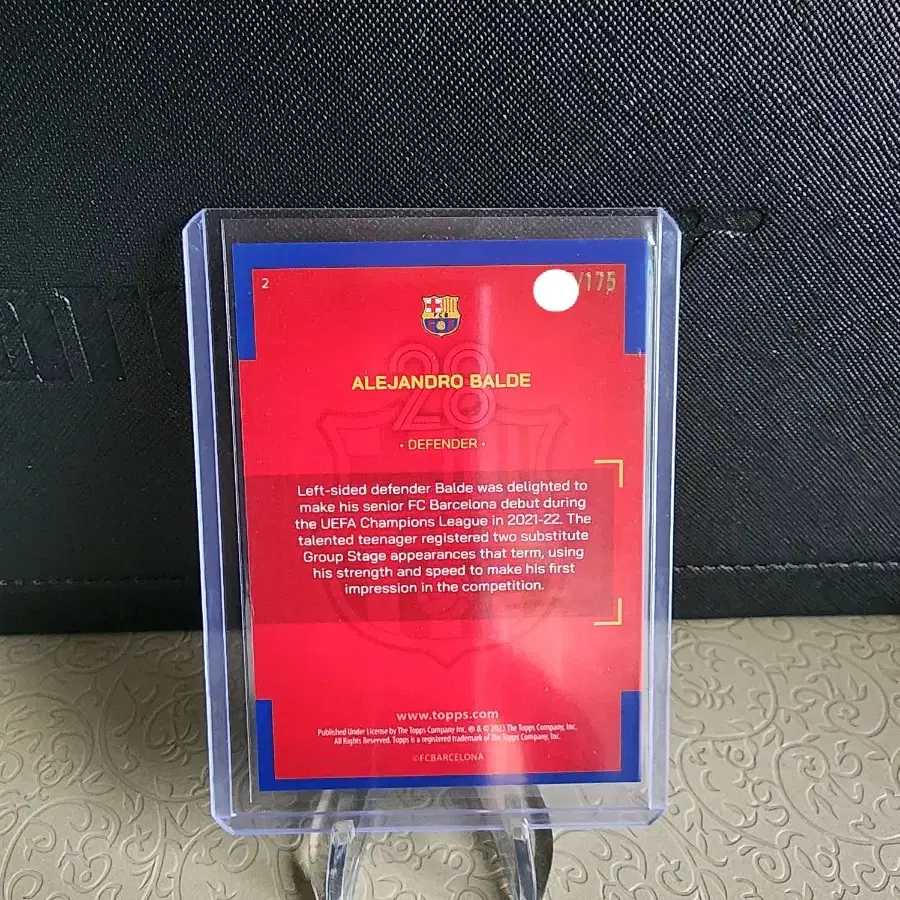 2
/175
28
ALEJANDRO BALDE
• DEFENDER •
Left-sided defender Balde was delighted to
make his senior FC Barcelona debut during
the UEFA Champions League in 2021-22. The
talented teenager registered two substitute
Group Stage appearances that term, using
his strength and speed to make his first
impression in the competition.
www.topps.com
Published Under License by The Topps Company Inc. ® & © 2023 The Topps Company, Inc.
All Rights Reserved. Topps is a registered trademark of The Topps Company, Inc.
©FCBARCELONA